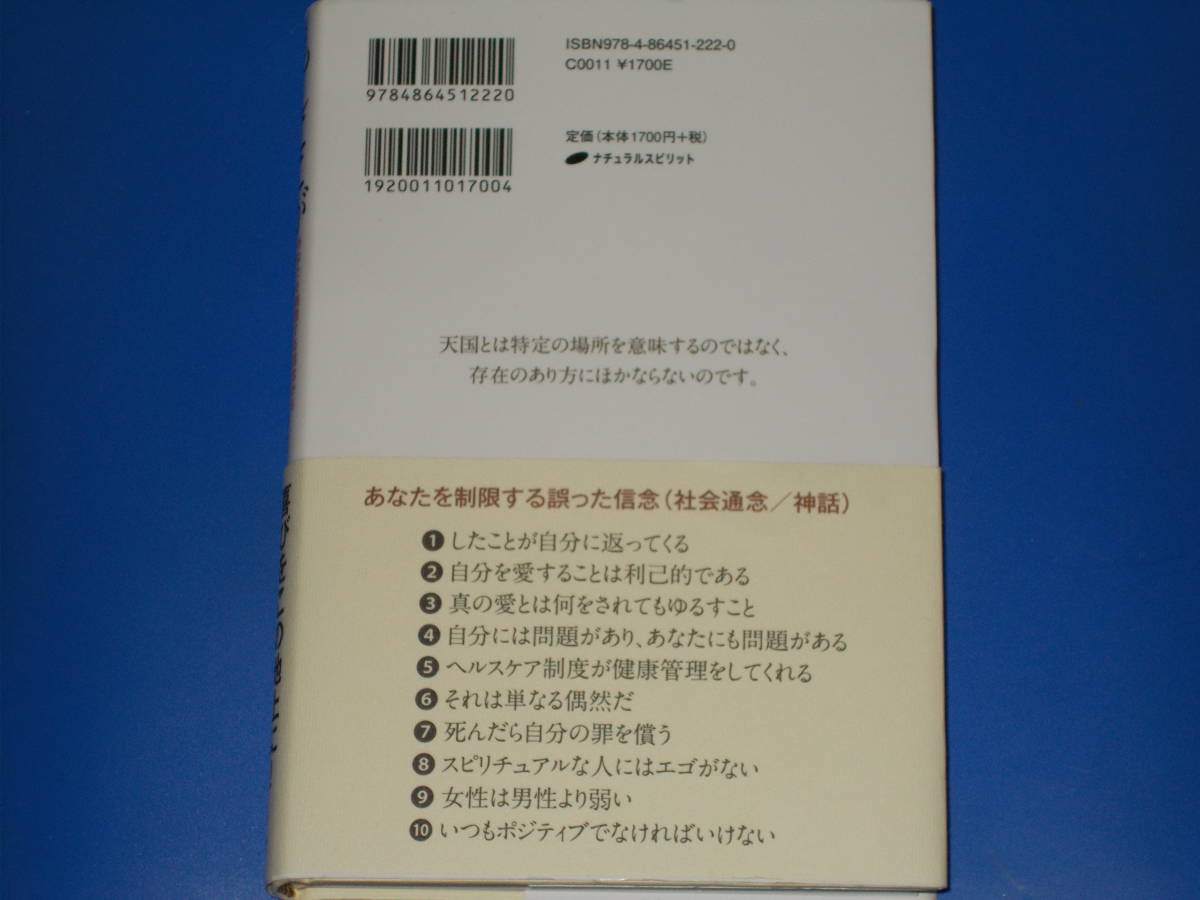 ISBN978-4-86451-222-0
C0011 ¥1700E
9784864512220
定価(本体1700円+税)
ナチュラルスピリット
1920011017004
天国とは特定の場所を意味するのではなく、
存在のあり方にほかならないのです。
あなたを制限する誤った信念(社会通念/神話)
❶ したことが自分に返ってくる
❷ 自分を愛することは利己的である
❸ 真の愛とは何をされてもゆるすこと
❹ 自分には問題があり、あなたにも問題がある
❺ ヘルスケア制度が健康管理をしてくれる
❻ それは単なる偶然だ
❼ 死んだら自分の罪を償う
❽ スピリチュアルな人にはエゴがない
❾ 女性は男性より弱い
❿ いつもポジティブでなければいけない